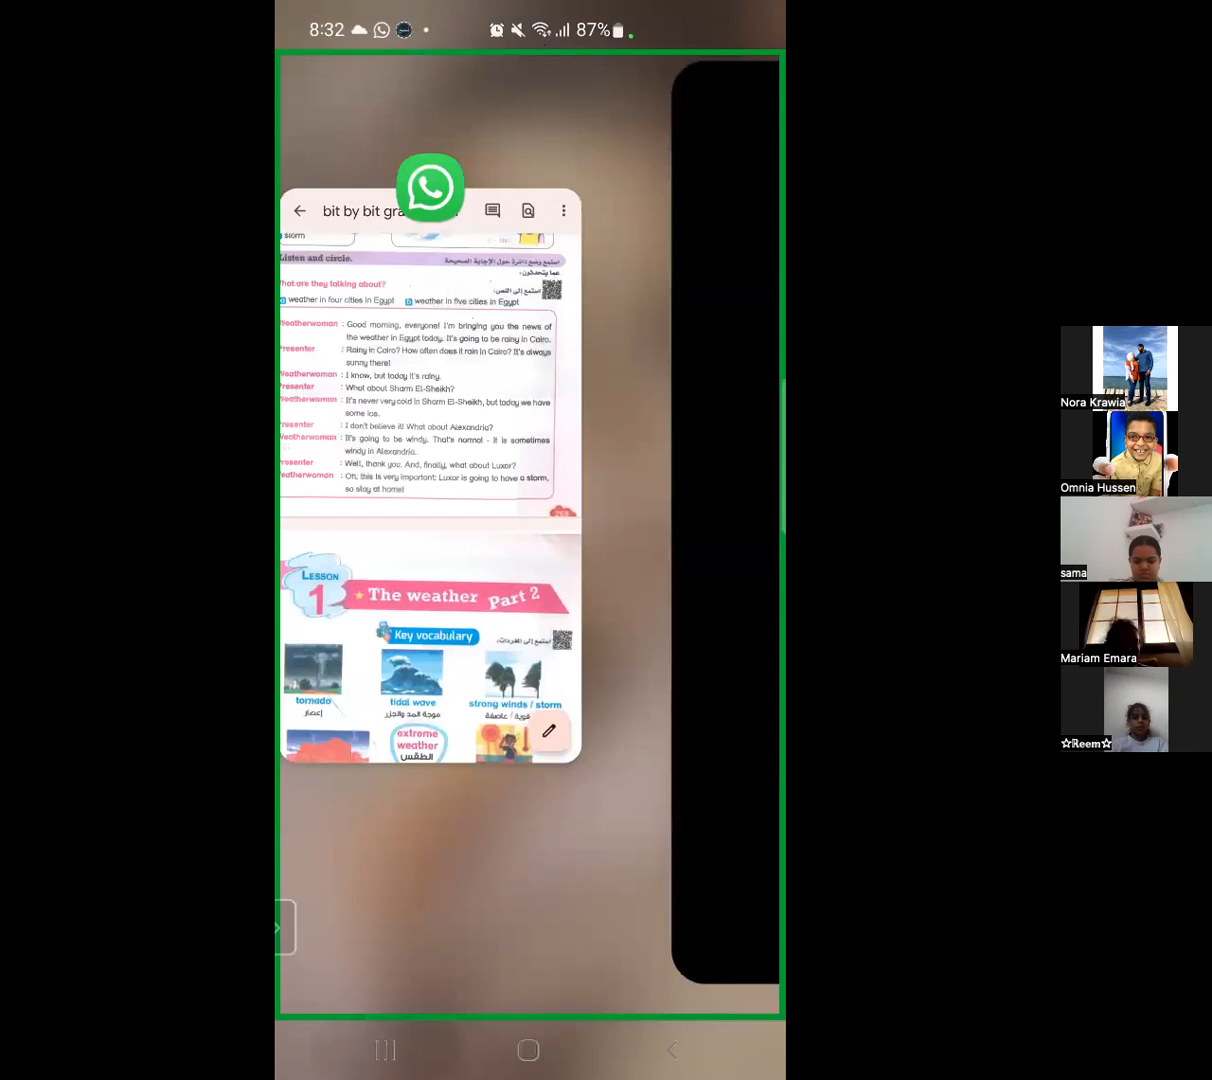 8:32
87%
bit by bit gra
storm
Listen and circle.
استمع وضع دائرة حول الإجابة الصحيحة
عما يتحدثون،
hat are they talking about?
استمع إلى النص،
a weather in four cities in Egypt b weather in five cities in Egypt
Weatherwoman : Good morning, everyone! I'm bringing you the news of
the weather in Egypt today. It's going to be rainy in Cairo.
Presenter : Rainy in Cairo? How often does it rain in Cairo? It's always
sunny there!
Weatherwoman : I know, but today it's rainy.
Presenter : What about Sharm El-Sheikh?
Weatherwoman : It's never very cold in Sharm El-Sheikh, but today we have
some ice.
Presenter : I don't believe it! What about Alexandria?
Weatherwoman : It's going to be windy. That's normal - it is sometimes
windy in Alexandria.
Presenter : Well, thank you. And, finally, what about Luxor?
Weatherwoman : Oh, this is very important: Luxor is going to have a storm,
so stay at home!
268
LESSON
1
The weather Part 2
Key vocabulary
استمع إلى المفردات،
tornado tidal wave strong winds / storm
إعصار موجة المد والجزر قوية / عاصفة
extreme
weather
الطقس
Nora Krawia
Omnia Hussen
sama
Mariam Emara
☆Reem☆